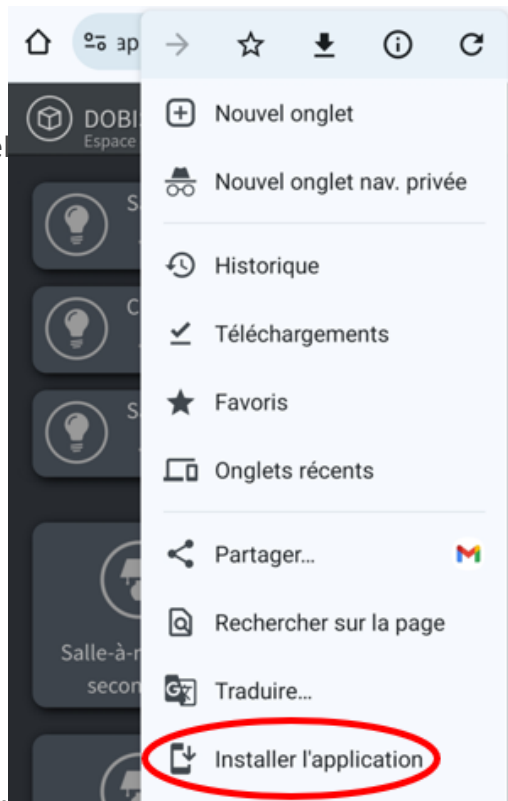 ap
DOBI
Espace
Nouvel onglet
Nouvel onglet nav. privée
Historique
Téléchargements
Favoris
Onglets récents
Partager...
Rechercher sur la page
Salle-à-
secon
Traduire...
Installer l'application